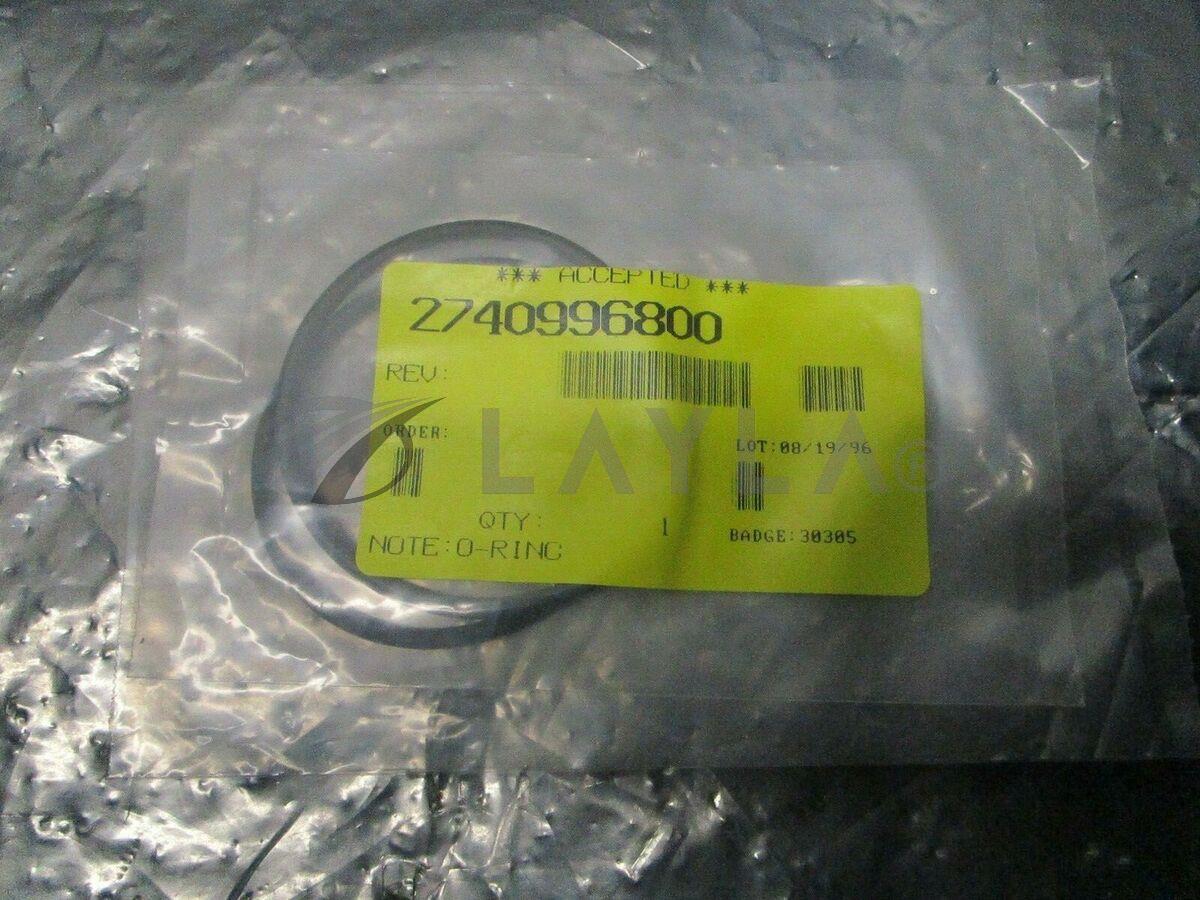 *** ACCEPTED ***
2740996800
REV:
ORDER:
LOT:08/19/96
QTY: 1
BADGE:30305
NOTE:O-RING
LAYLA®